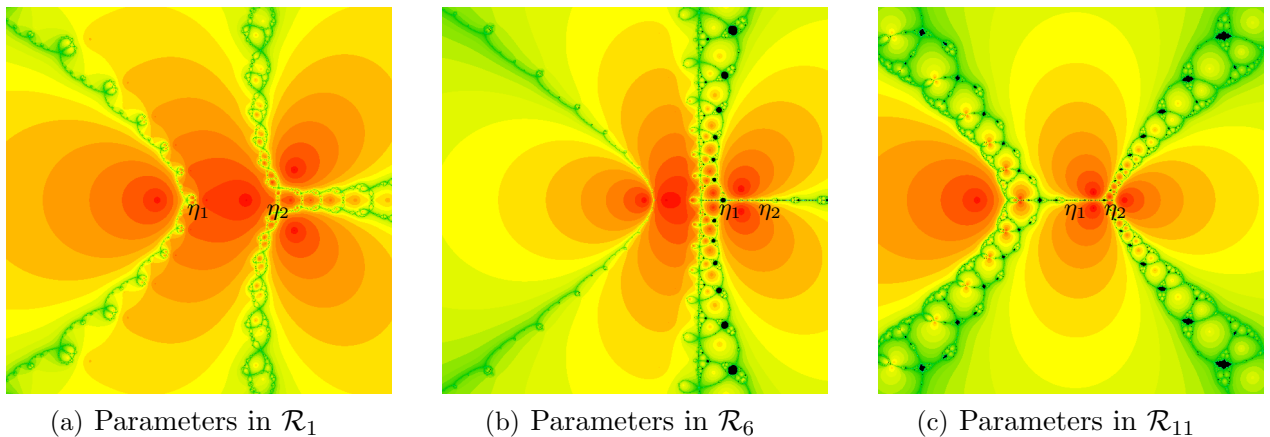 η₁ η₂
η₁ η₂
η₁ η₂
(a) Parameters in ℛ₁
(b) Parameters in ℛ₆
(c) Parameters in ℛ₁₁